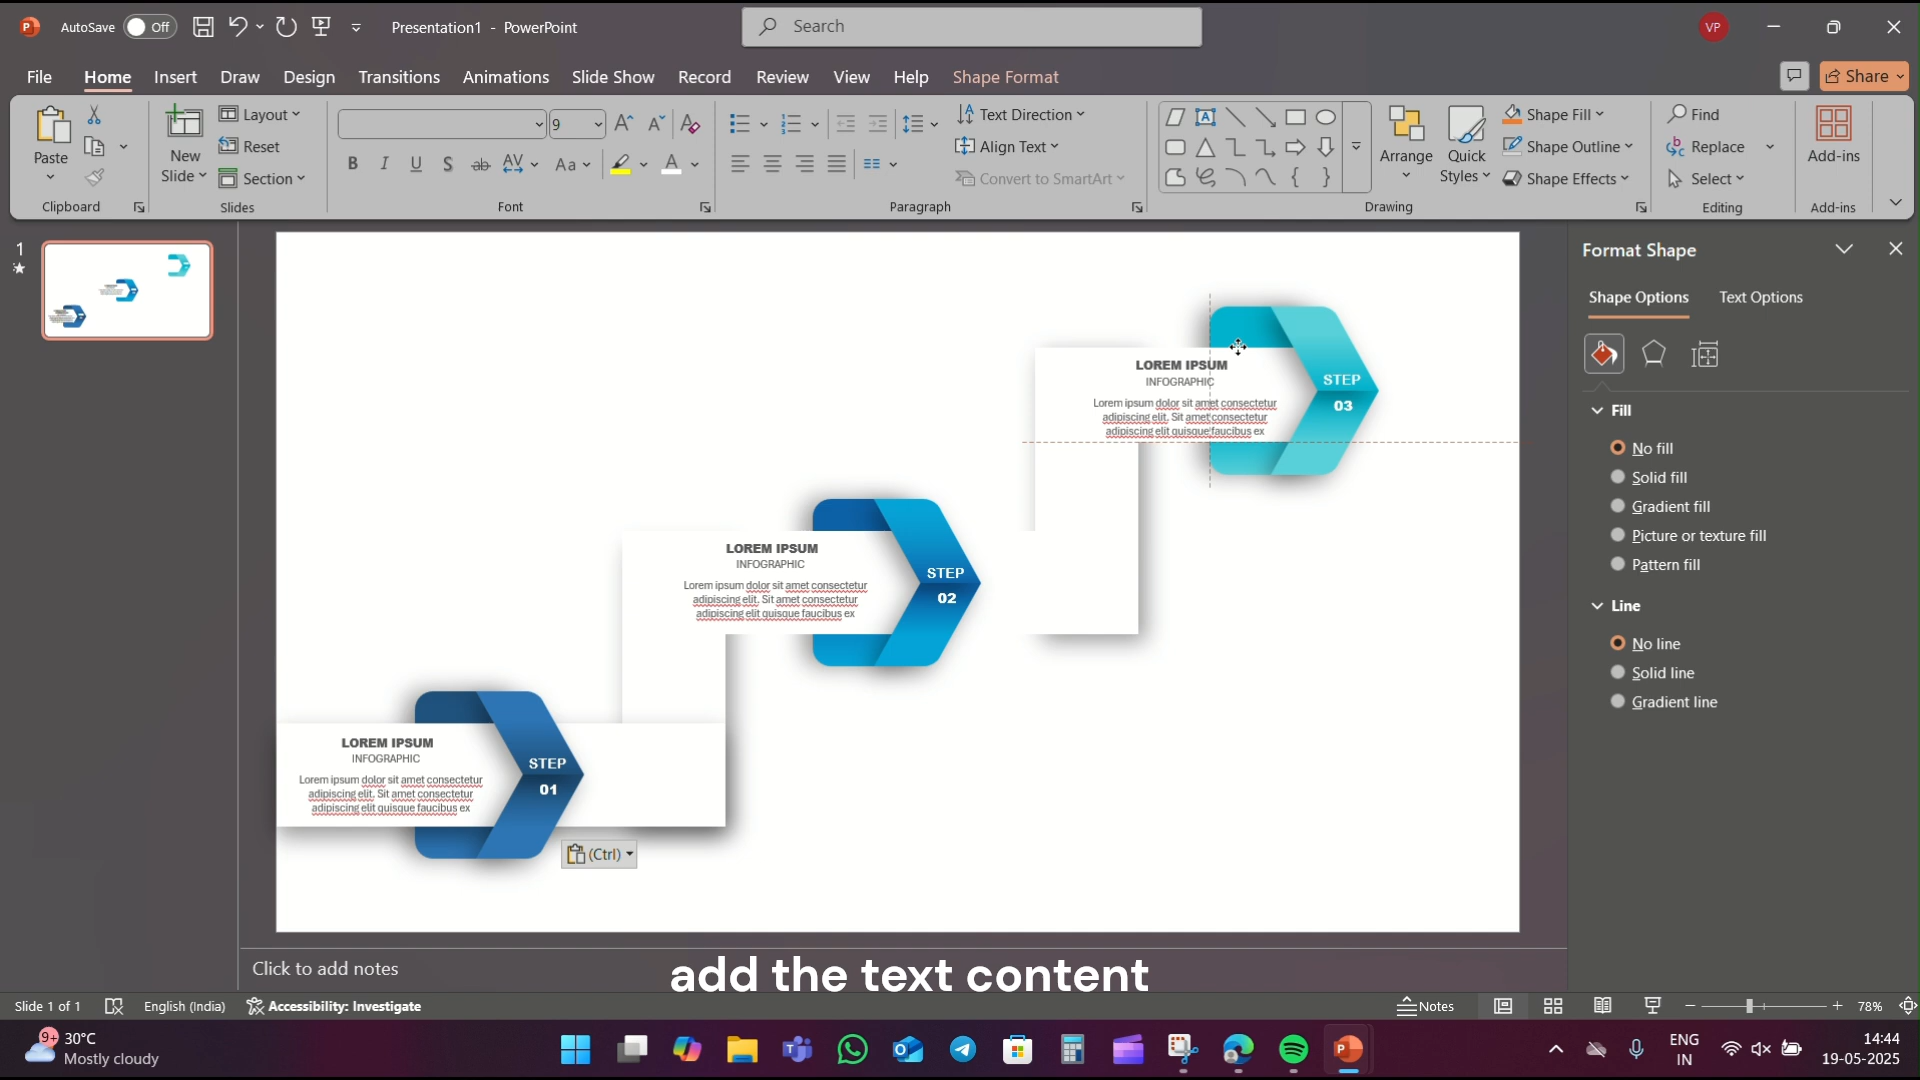 AutoSave Off Presentation1 - PowerPoint Search VP
File Home Insert Draw Design Transitions Animations Slide Show Record Review View Help Shape Format Share
Paste
Clipboard
New
Slide
Layout
Reset
Section
Slides
9
B I U S ab AV Aa A
Font
Text Direction
Align Text
Convert to SmartArt
Paragraph
Arrange
Quick
Styles
Shape Fill
Shape Outline
Shape Effects
Drawing
Find
Replace
Select
Editing
Add-ins
Add-ins
1
Format Shape
Shape Options Text Options
Fill
No fill
Solid fill
Gradient fill
Picture or texture fill
Pattern fill
Line
No line
Solid line
Gradient line
LOREM IPSUM
INFOGRAPHIC
Lorem ipsum dolor sit amet consectetur
adipiscing elit. Sit amet consectetur
adipiscing elit quisque faucibus ex
STEP
03
LOREM IPSUM
INFOGRAPHIC
Lorem ipsum dolor sit amet consectetur
adipiscing elit. Sit amet consectetur
adipiscing elit quisque faucibus ex
STEP
02
LOREM IPSUM
INFOGRAPHIC
Lorem ipsum dolor sit amet consectetur
adipiscing elit. Sit amet consectetur
adipiscing elit quisque faucibus ex
STEP
01
(Ctrl)
Click to add notes
add the text content
Slide 1 of 1 English (India) Accessibility: Investigate Notes 78%
9+ 30°C
Mostly cloudy
ENG
IN
14:44
19-05-2025